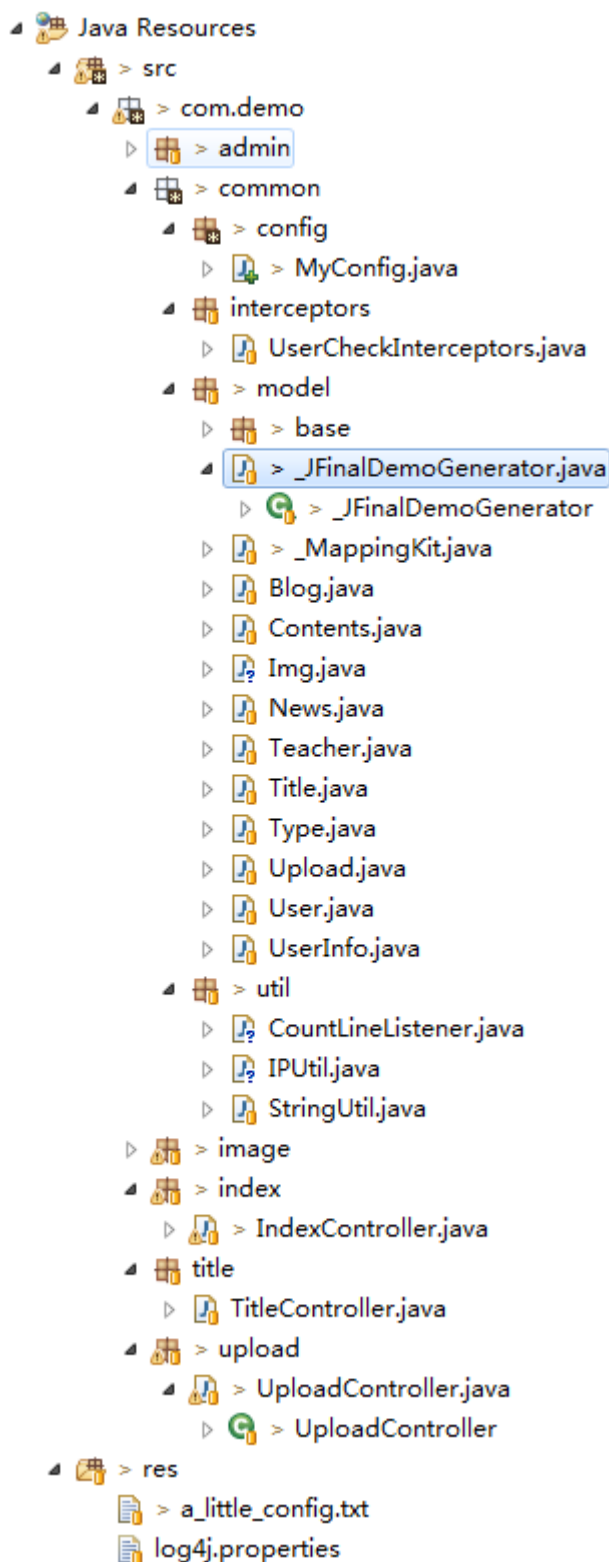 Java Resources
> src
> com.demo
> admin
> common
> config
> MyConfig.java
interceptors
UserCheckInterceptors.java
> model
> base
> _JFinalDemoGenerator.java
> _JFinalDemoGenerator
> _MappingKit.java
Blog.java
Contents.java
Img.java
News.java
Teacher.java
Title.java
Type.java
Upload.java
User.java
UserInfo.java
> util
CountLineListener.java
IPUtil.java
StringUtil.java
> image
> index
> IndexController.java
title
TitleController.java
> upload
> UploadController.java
> UploadController
> res
> a_little_config.txt
log4j.properties